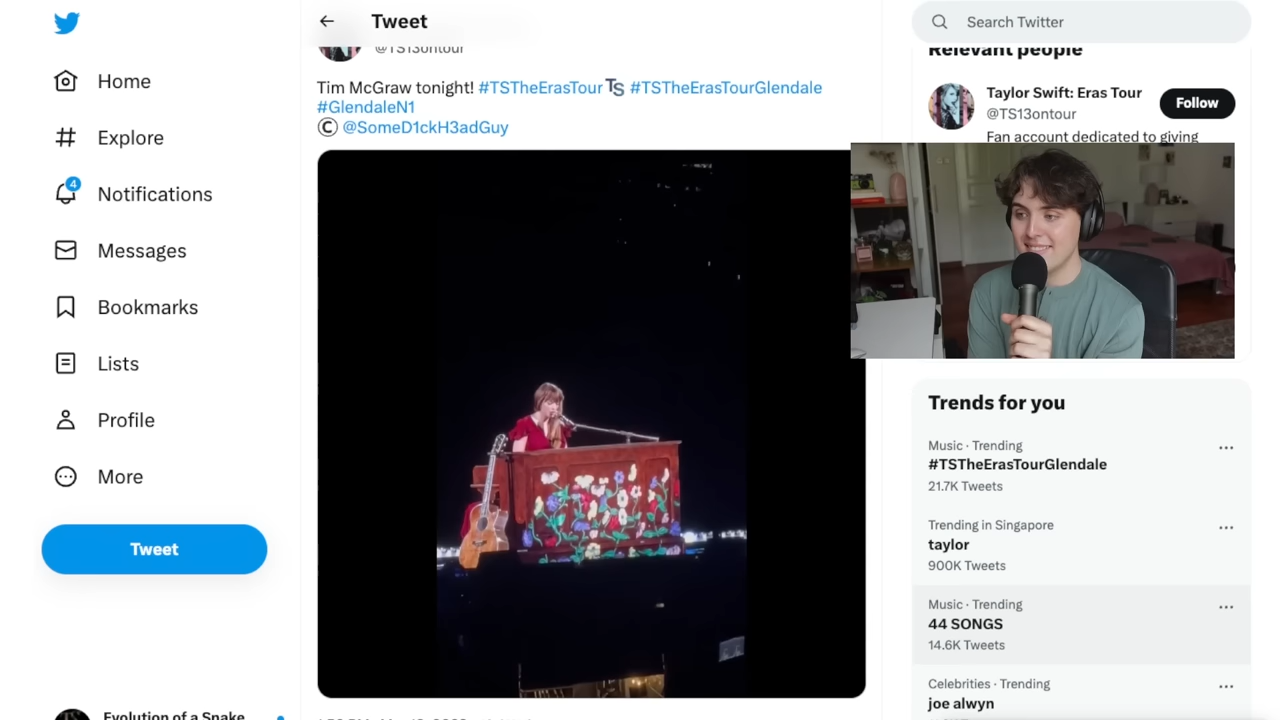 Home
Explore
4
Notifications
Messages
Bookmarks
Lists
Profile
More
Tweet
Evolution of a Snake
Tweet
@TS13ontour
Tim McGraw tonight! #TSTheErasTour TS #TSTheErasTourGlendale
#GlendaleN1
© @SomeD1ckH3adGuy
Search Twitter
Relevant people
Taylor Swift: Eras Tour
@TS13ontour
Follow
Fan account dedicated to giving
Trends for you
Music · Trending
#TSTheErasTourGlendale
21.7K Tweets
Trending in Singapore
taylor
900K Tweets
Music · Trending
44 SONGS
14.6K Tweets
Celebrities · Trending
joe alwyn